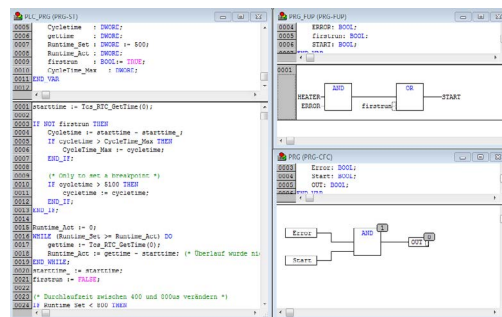 PLC_PRG (PRG-ST)
0005 Cycletime : DWORD;
0006 gettime : DWORD;
0007 Runtime_Set : DWORD := 500;
0008 Runtime_Act : DWORD;
0009 firstrun : BOOL:= TRUE;
0010 CycleTime_Max : DWORD;
0011 END VAR
0012
0001 starttime := Tcs_RTC_GetTime(0);
0002
0003 IF NOT firstrun THEN
0004 Cycletime := starttime - starttime_;
0005 IF cycletime > CycleTime_Max THEN
0006 CycleTime_Max := cycletime;
0007 END_IF;
0008
0009 (* Only to set a breakpoint *)
0010 IF cycletime > 5100 THEN
0011 cycletime := cycletime;
0012 END_IF;
0013 END_IF;
0014
0015 Runtime_Act := 0;
0016 WHILE (Runtime_Set >= Runtime_Act) DO
0017 gettime := Tcs_RTC_GetTime(0);
0018 Runtime_Act := gettime - starttime; (* Überlauf wurde
0019 END WHILE;
0020 starttime_ := starttime;
0021 firstrun := FALSE;
0022
0023 (* Durchlaufzeit zwischen 400 und verändern *)
0024 IF Runtime Set < THEN
PRG_FUP (PRG-FUP)
0004 ERROR: BOOL;
0005 firstrun: BOOL;
0006 START: BOOL;
0001
AND OR
HEATER START
ERROR firstrun
PRG (PRG-CFC)
0003 Error: BOOL;
0004 Start: BOOL;
0005 OUT: BOOL;
Error AND 1 OUT 0
Start